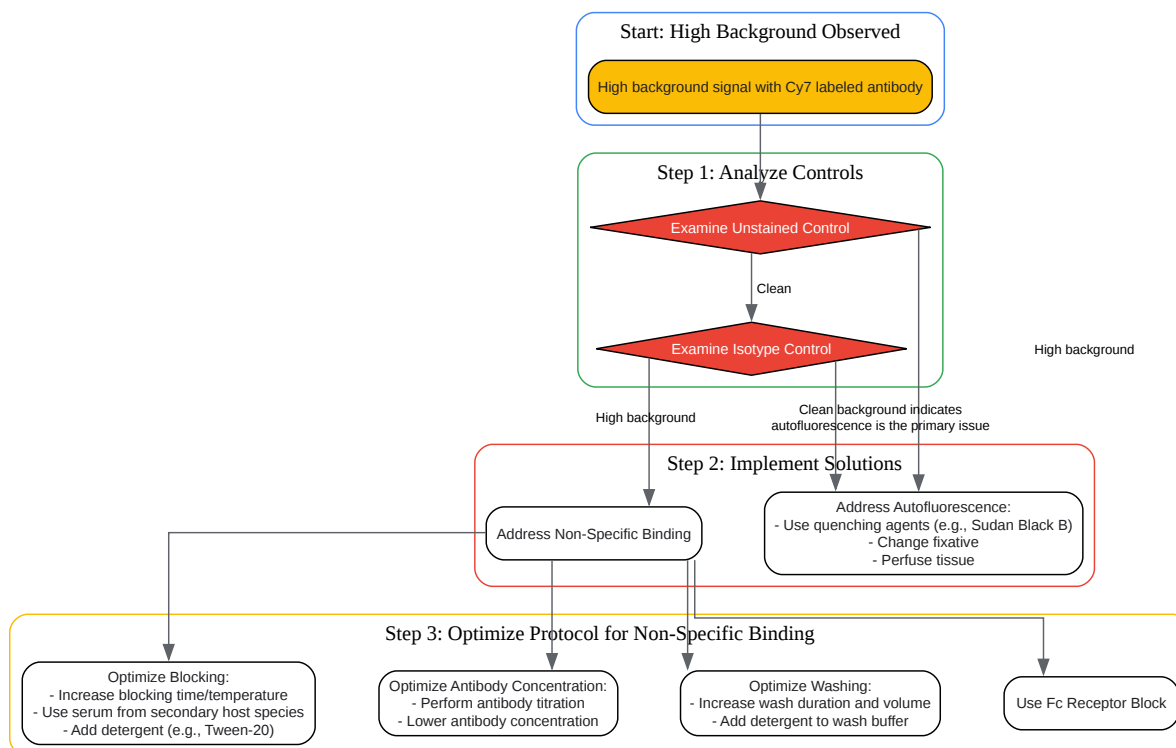 Start: High Background Observed
High background signal with Cy7 labeled antibody
Step 1: Analyze Controls
Examine Unstained Control
Clean
Examine Isotype Control
High background
High background
Clean background indicates
autofluorescence is the primary issue
Step 2: Implement Solutions
Address Non-Specific Binding
Address Autofluorescence:
- Use quenching agents (e.g., Sudan Black B)
- Change fixative
- Perfuse tissue
Step 3: Optimize Protocol for Non-Specific Binding
Optimize Blocking:
- Increase blocking time/temperature
- Use serum from secondary host species
- Add detergent (e.g., Tween-20)
Optimize Antibody Concentration:
- Perform antibody titration
- Lower antibody concentration
Optimize Washing:
- Increase wash duration and volume
- Add detergent to wash buffer
Use Fc Receptor Block